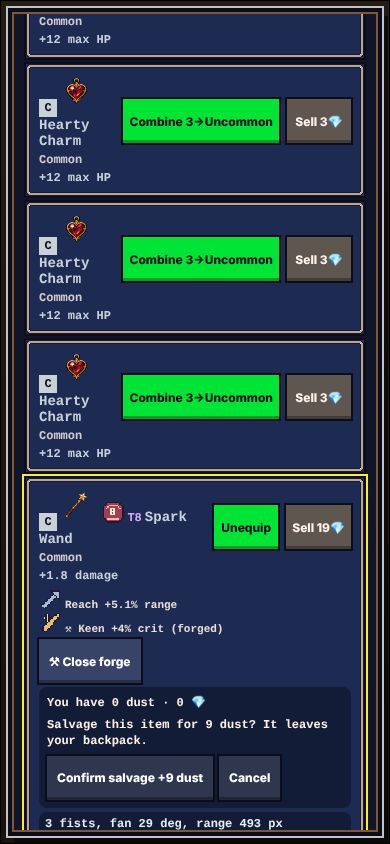 Common
+12 max HP
C
Hearty
Charm
Common
+12 max HP
Combine 3→Uncommon
Sell 3💎
C
Hearty
Charm
Common
+12 max HP
Combine 3→Uncommon
Sell 3💎
C
Hearty
Charm
Common
+12 max HP
Combine 3→Uncommon
Sell 3💎
C
T8 Spark
Wand
Common
+1.8 damage
Unequip
Sell 19💎
Reach +5.1% range
⚒ Keen +4% crit (forged)
⚒ Close forge
You have 0 dust · 0 💎
Salvage this item for 9 dust? It leaves
your backpack.
Confirm salvage +9 dust
Cancel
3 fists, fan 29 deg, range 493 px